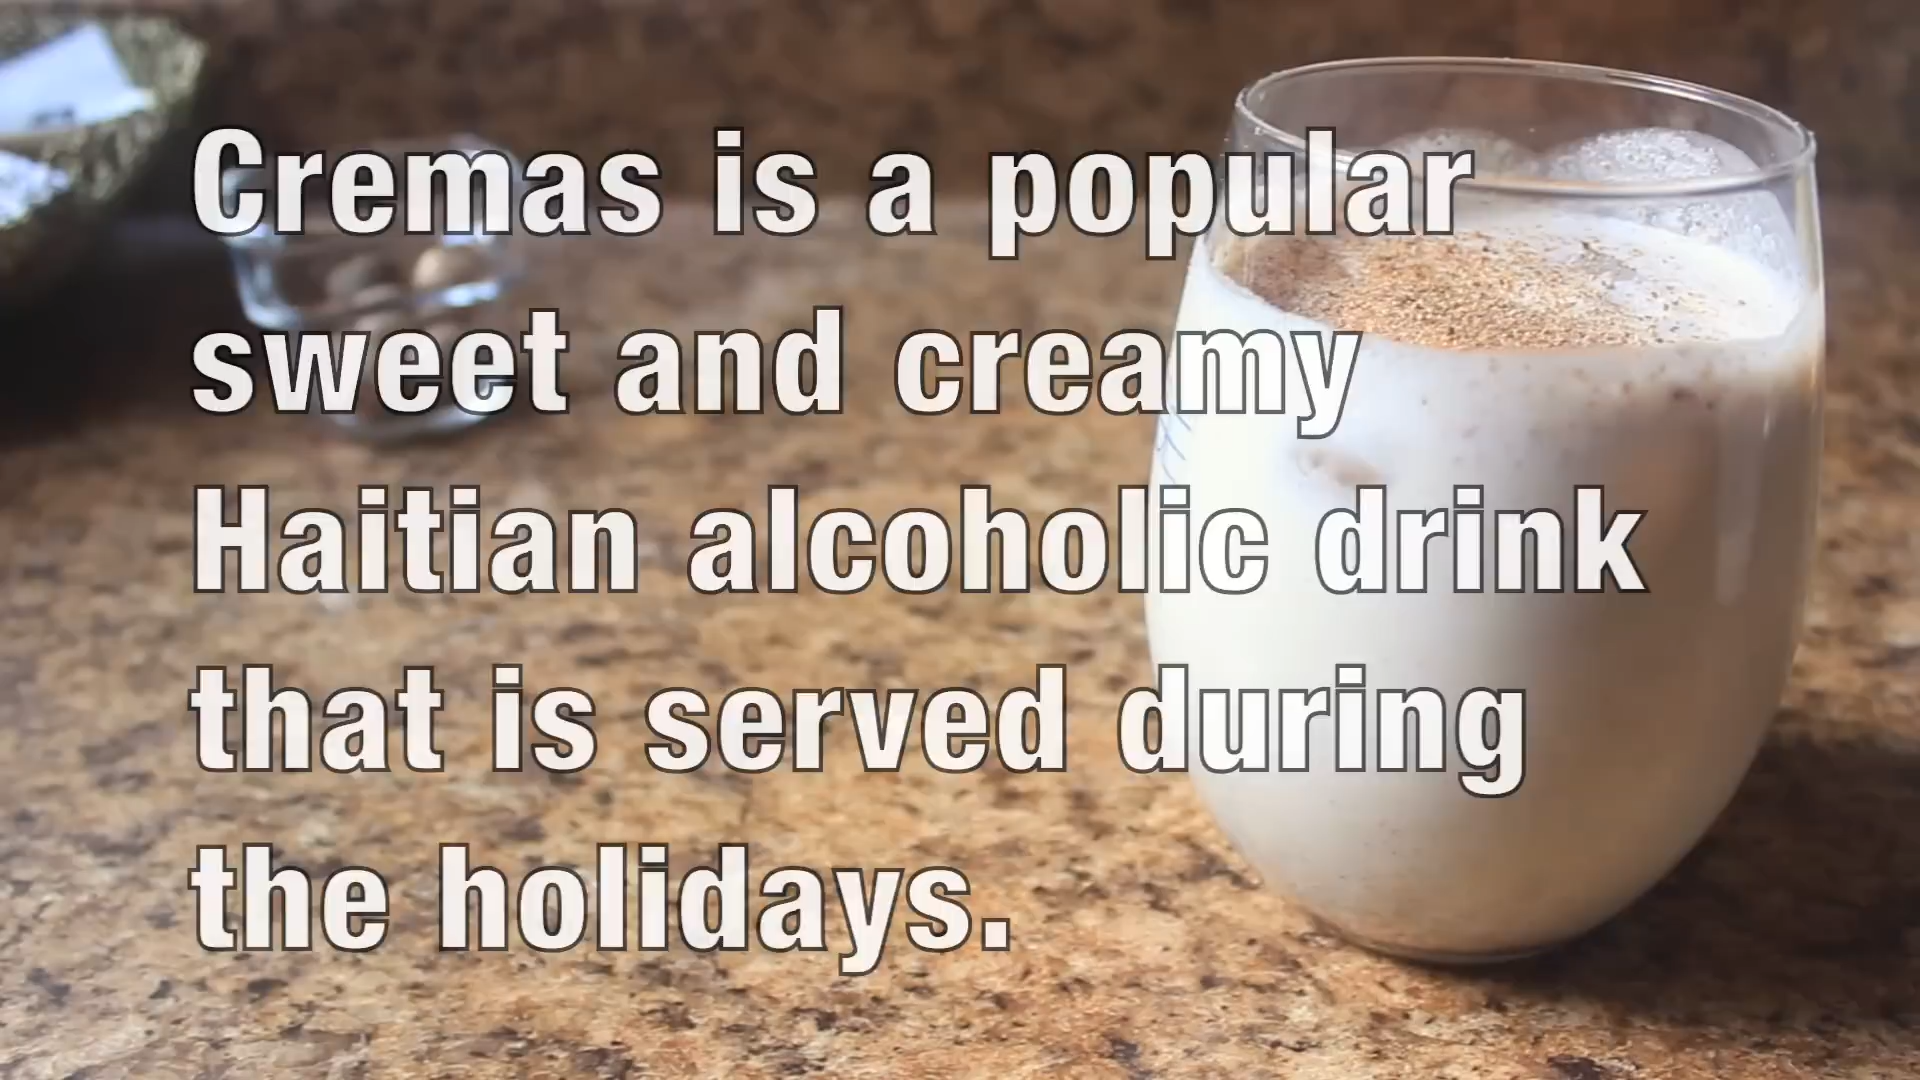 Cremas is a popular
sweet and creamy
Haitian alcoholic drink
that is served during
the holidays.